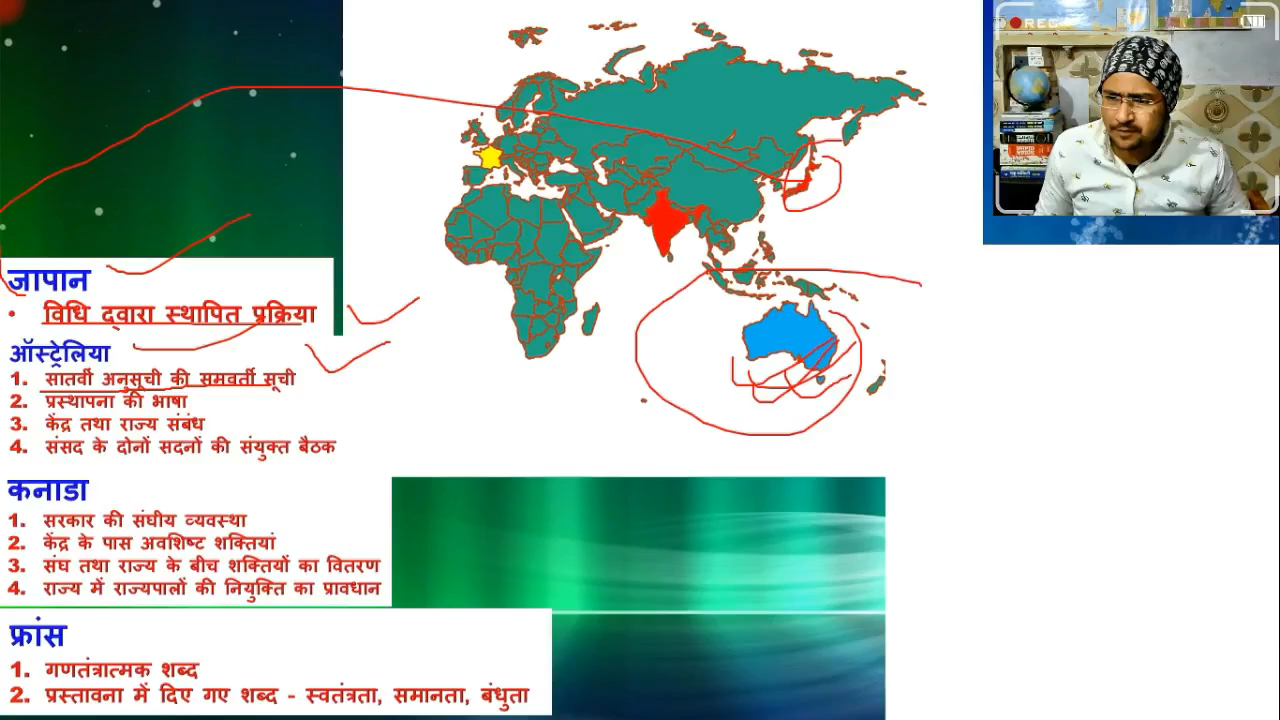 जापान
• विधि द्वारा स्थापित प्रक्रिया
ऑस्ट्रेलिया
1. सातवीं अनुसूची की समवर्ती सूची
2. प्रस्थापना की भाषा
3. केंद्र तथा राज्य संबंध
4. संसद के दोनों सदनों की संयुक्त बैठक
कनाडा
1. सरकार की संघीय व्यवस्था
2. केंद्र के पास अवशिष्ट शक्तियां
3. संघ तथा राज्य के बीच शक्तियों का वितरण
4. राज्य में राज्यपालों की नियुक्ति का प्रावधान
फ्रांस
1. गणतंत्रात्मक शब्द
2. प्रस्तावना में दिए गए शब्द - स्वतंत्रता, समानता, बंधुता
REC